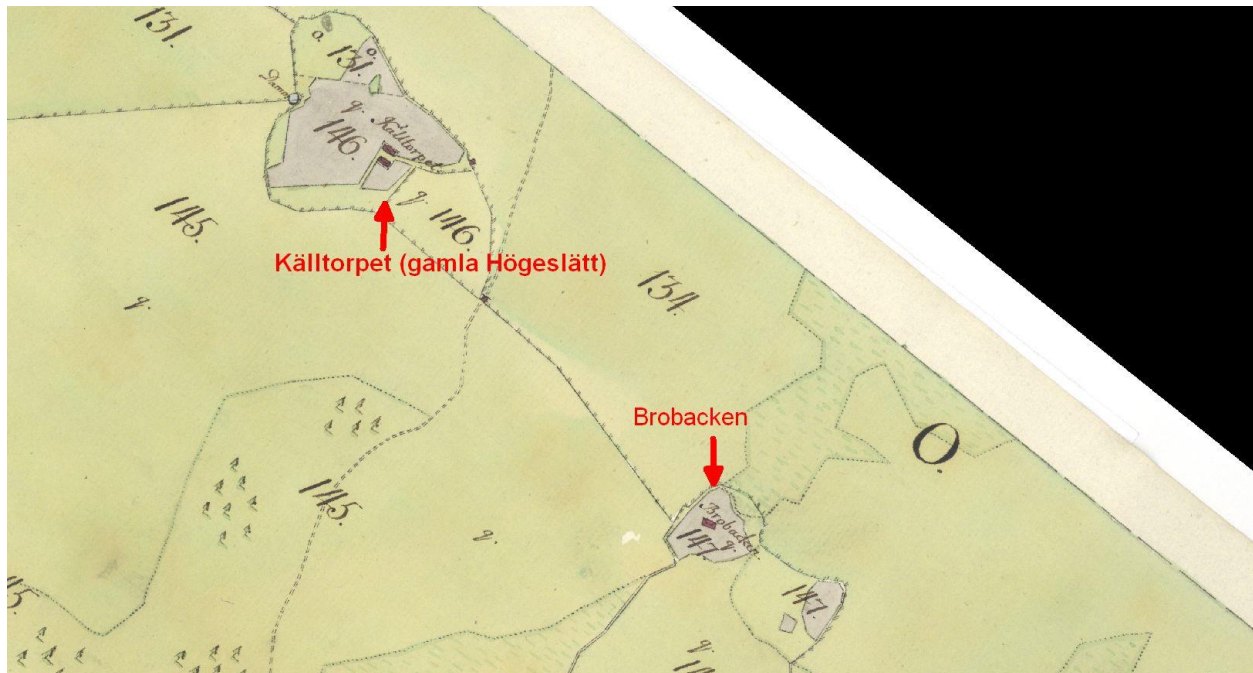 131.
o.
o.
131.
Damm
q.
Källtorpet
146.
q.
146.
145.
Källtorpet (gamla Högeslätt)
134.
q.
Brobacken
O.
145.
q.
Brobacken
147
q.
147.
q.